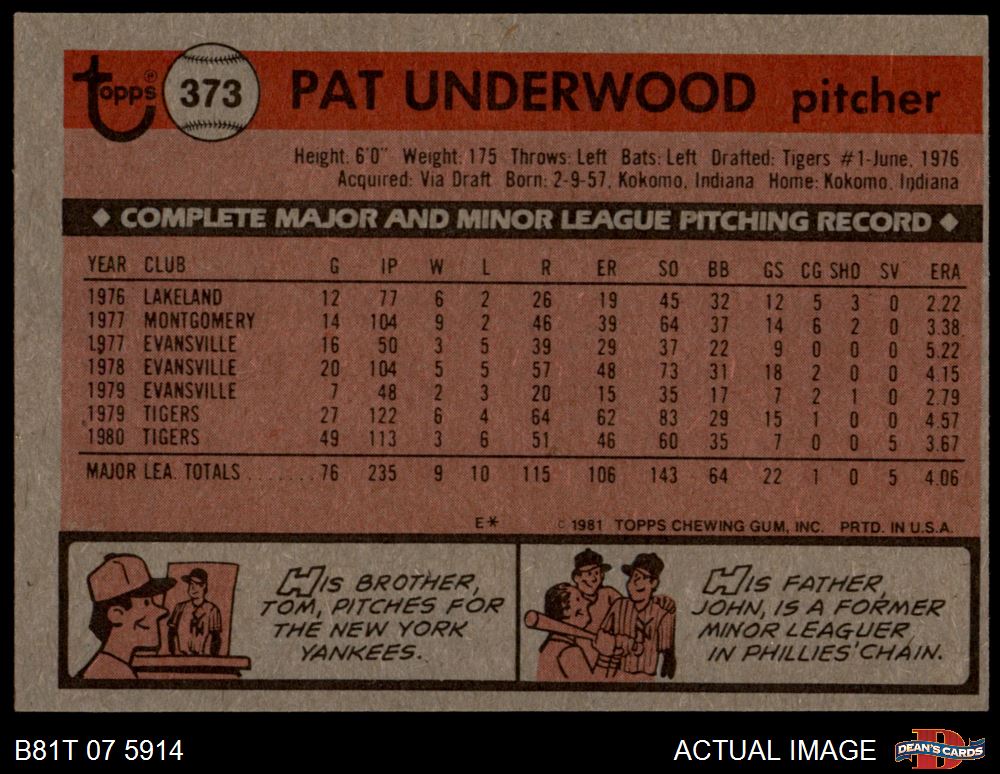 Topps® 373 PAT UNDERWOOD pitcher
Height: 6'0" Weight: 175 Throws: Left Bats: Left Drafted: Tigers #1-June, 1976
Acquired: Via Draft Born: 2-9-57, Kokomo, Indiana Home: Kokomo, Indiana
◆ COMPLETE MAJOR AND MINOR LEAGUE PITCHING RECORD ◆
YEAR CLUB G IP W L R ER SO BB GS CG SHO SV ERA
1976 LAKELAND 12 77 6 2 26 19 45 32 12 5 3 0 2.22
1977 MONTGOMERY 14 104 9 2 46 39 64 37 14 6 2 0 3.38
1977 EVANSVILLE 16 50 3 5 39 29 37 22 9 0 0 0 5.22
1978 EVANSVILLE 20 104 5 5 57 48 73 31 18 2 0 0 4.15
1979 EVANSVILLE 7 48 2 3 20 15 35 17 7 2 1 0 2.79
1979 TIGERS 27 122 6 4 64 62 83 29 15 1 0 0 4.57
1980 TIGERS 49 113 3 6 51 46 60 35 7 0 0 5 3.67
MAJOR LEA. TOTALS ....... 76 235 9 10 115 106 143 64 22 1 0 5 4.06
E* © 1981 TOPPS CHEWING GUM, INC. PRTD. IN U.S.A.
HIS BROTHER,
TOM, PITCHES FOR
THE NEW YORK
YANKEES.
HIS FATHER,
JOHN, IS A FORMER
MINOR LEAGUER
IN PHILLIES' CHAIN.
B81T 07 5914 ACTUAL IMAGE D DEAN'S CARDS